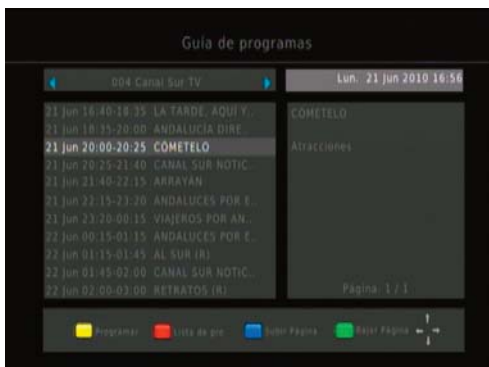 Guía de programas
004 Canal Sur TV
Lun. 21 Jun 2010 16:56
21 Jun 16:40-18:35 LA TARDE, AQUÍ Y..
21 Jun 18:35-20:00 ANDALUCÍA DIRE..
21 Jun 20:00-20:25 CÓMETELO
21 Jun 20:25-21:40 CANAL SUR NOTIC..
21 Jun 21:40-22:15 ARRAYÁN
21 Jun 22:15-23:20 ANDALUCES POR E..
21 Jun 23:20-00:15 VIAJEROS POR AN..
22 Jun 00:15-01:15 ANDALUCES POR E..
22 Jun 01:15-01:45 AL SUR (R)
22 Jun 01:45-02:00 CANAL SUR NOTIC..
22 Jun 02:00-03:00 RETRATOS (R)
CÓMETELO
Atracciones
Página: 1 / 1
Programar Lista de pro Subir Página Bajar Página